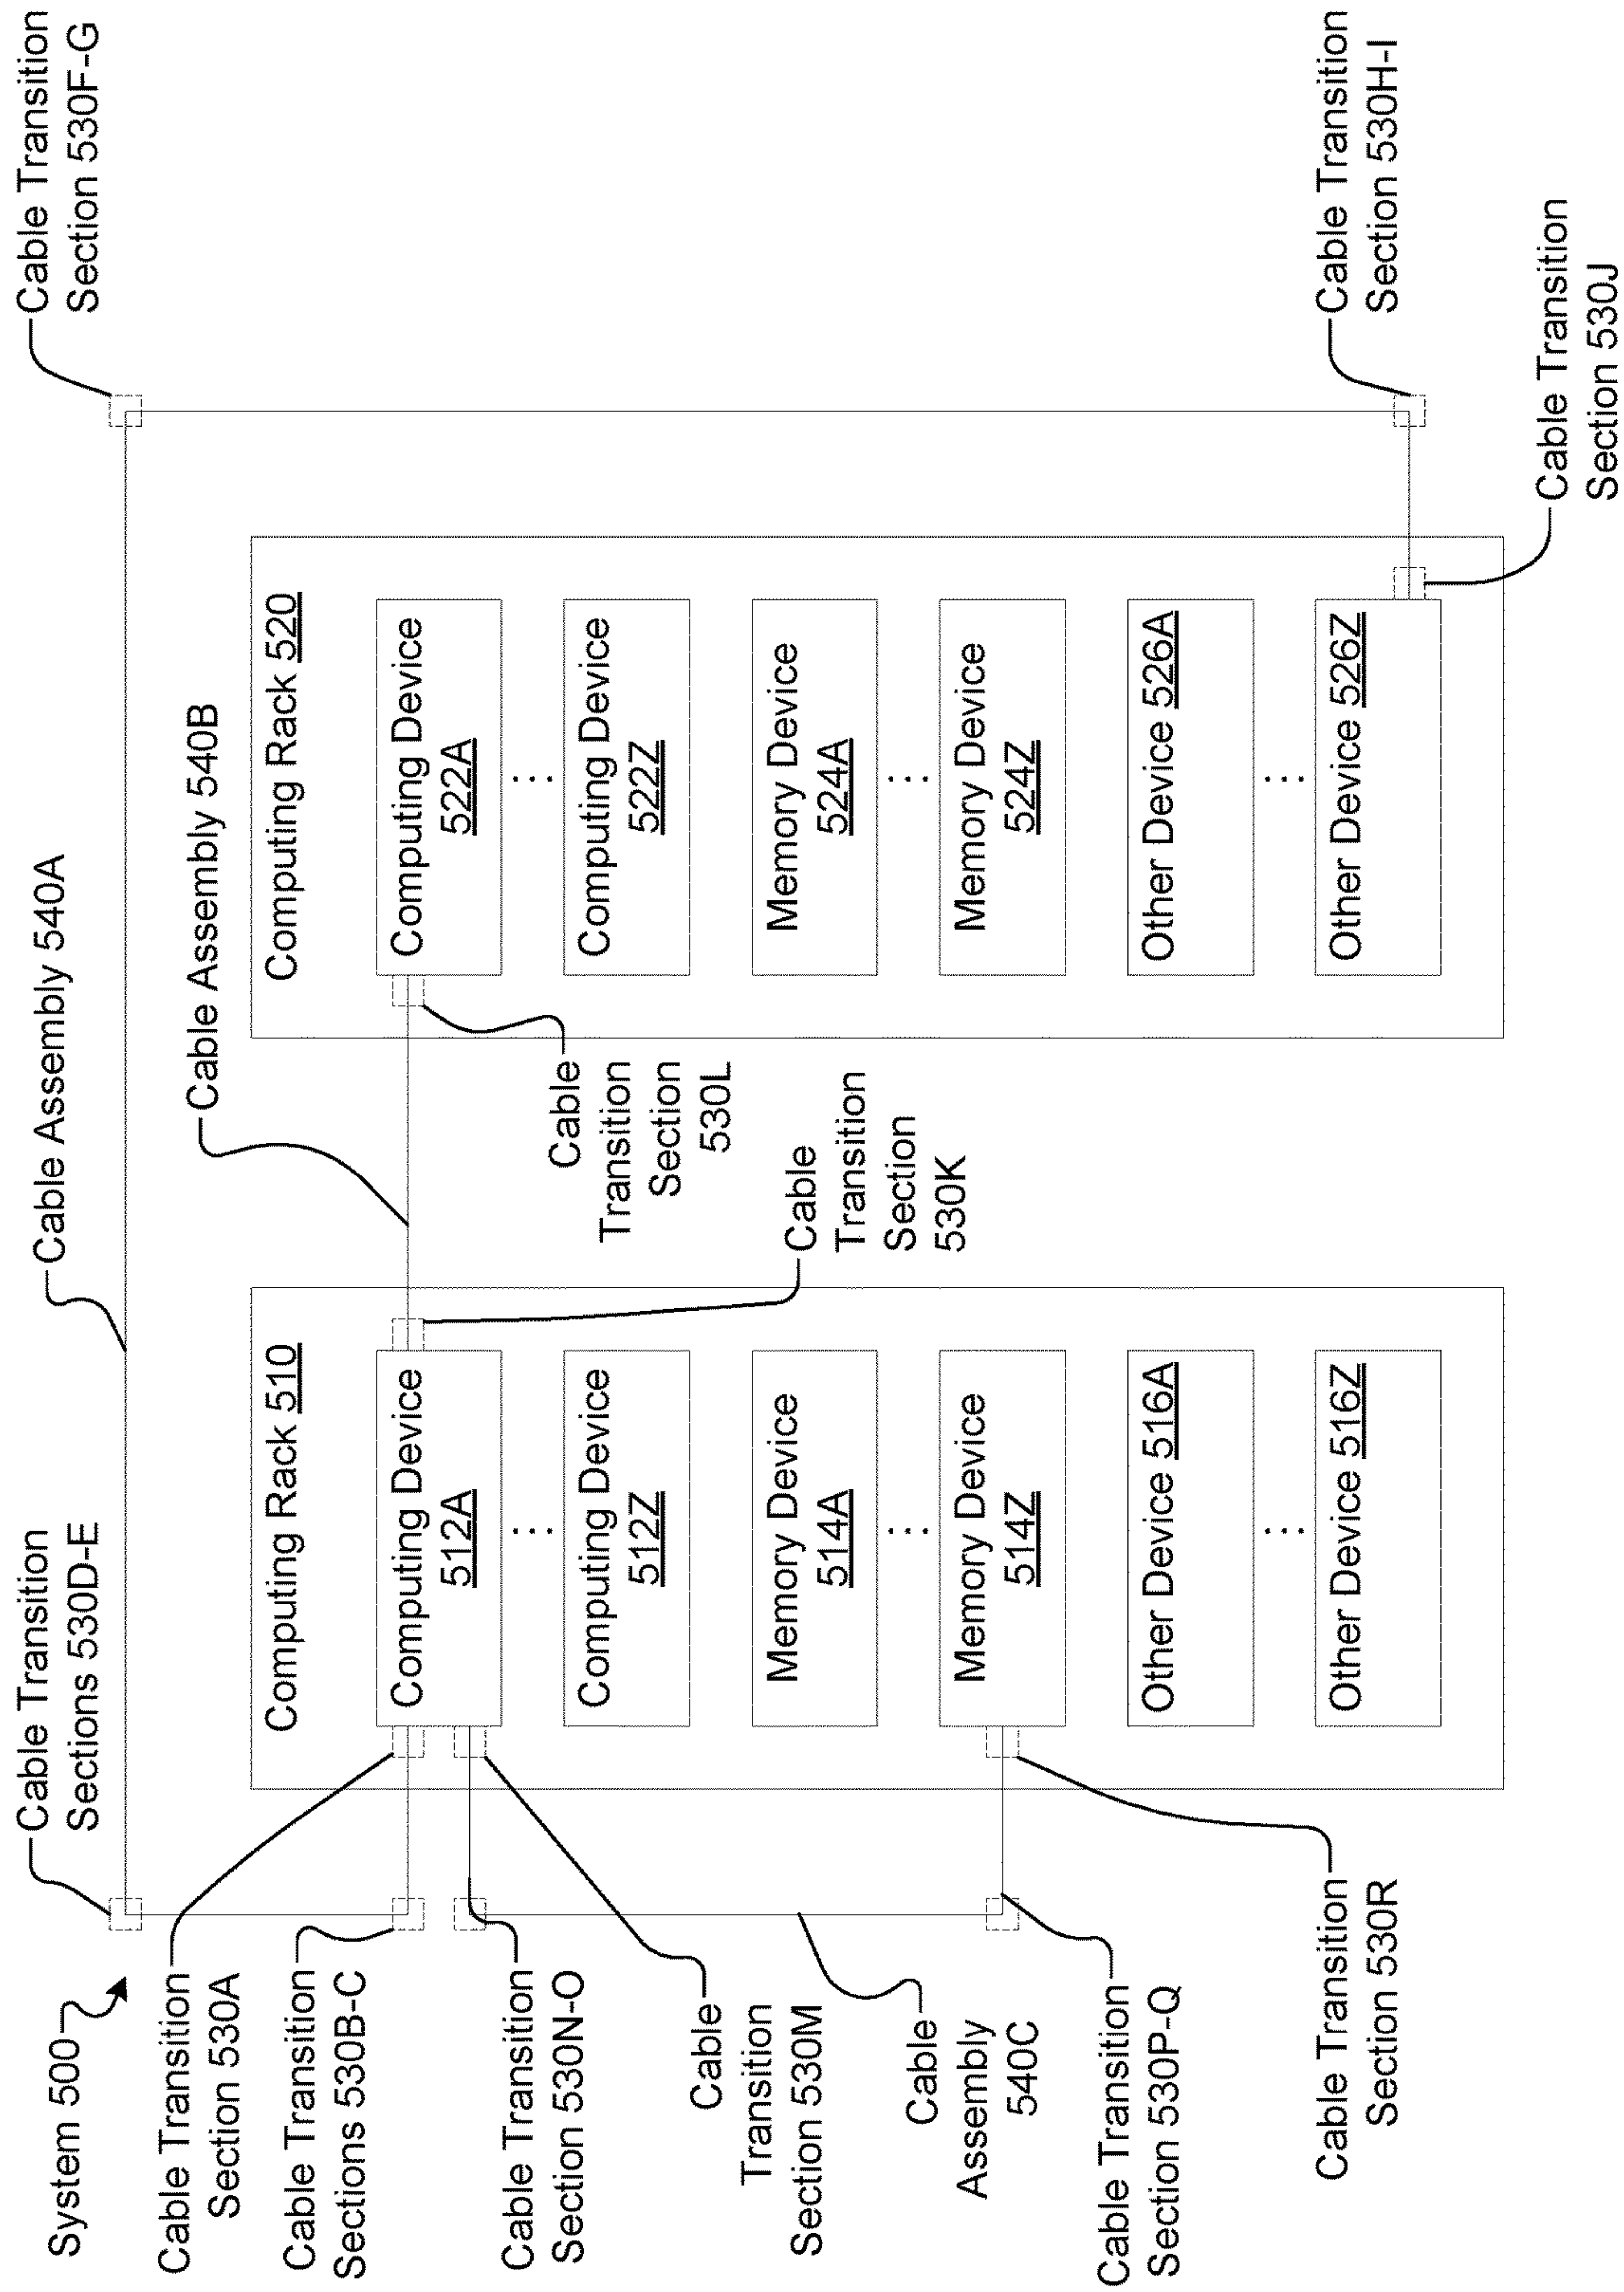 System 500
Cable Transition
Sections 530D-E
Cable Assembly 540A
Cable Transition
Section 530F-G
Cable Transition
Section 530A
Cable Transition
Sections 530B-C
Cable Assembly 540B
Computing Rack 510
Computing Device
512A
...
Computing Device
512Z
Memory Device
514A
...
Memory Device
514Z
Other Device 516A
...
Other Device 516Z
Computing Rack 520
Computing Device
522A
...
Computing Device
522Z
Memory Device
524A
...
Memory Device
524Z
Other Device 526A
...
Other Device 526Z
Cable
Transition
Section
530L
Cable
Transition
Section
530K
Cable Transition
Section 530N-O
Cable
Transition
Section 530M
Cable
Assembly
540C
Cable Transition
Section 530P-Q
Cable Transition
Section 530R
Cable Transition
Section 530H-I
Cable Transition
Section 530J